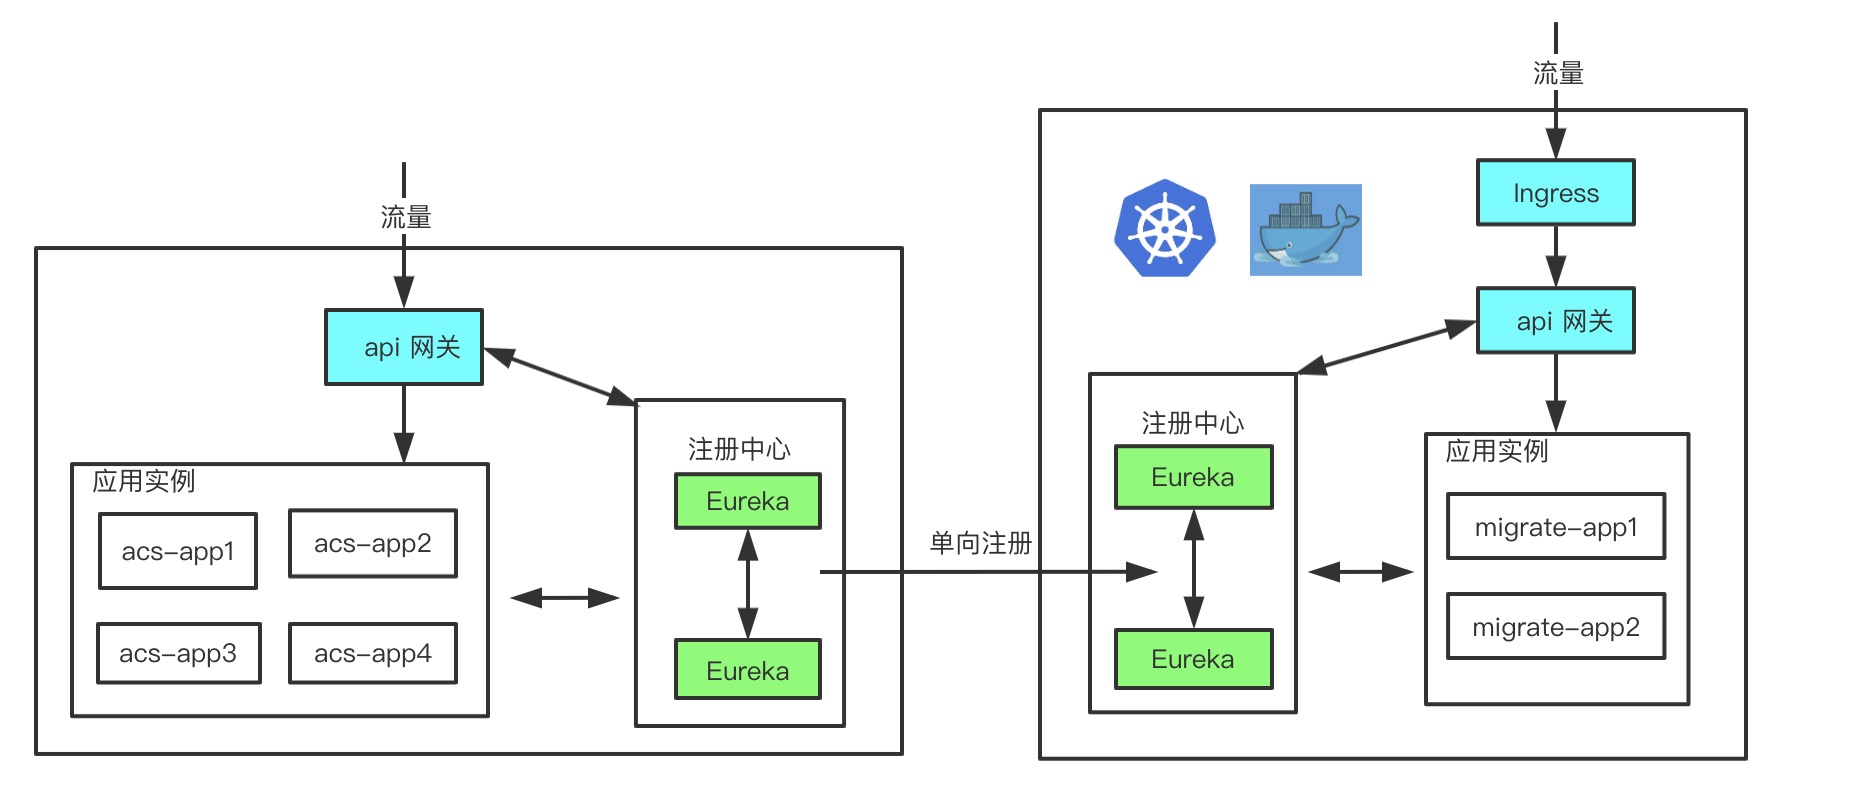 流量
api 网关
应用实例
acs-app1
acs-app2
acs-app3
acs-app4
注册中心
Eureka
Eureka
单向注册
流量
Ingress
api 网关
注册中心
Eureka
Eureka
应用实例
migrate-app1
migrate-app2